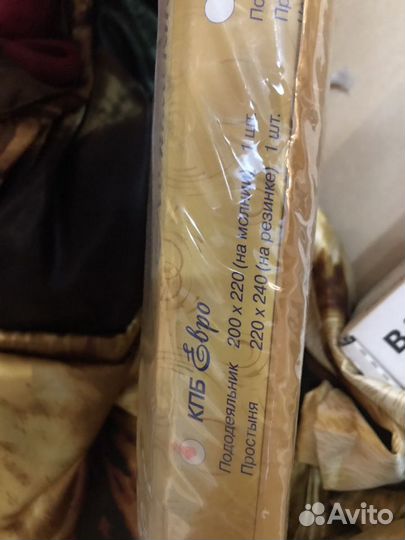 КПБ Евро
Пододеяльник 200 х 220 (на молнии) 1 шт.
Простыня 220 х 240 (на резинке) 1 шт.
Avito